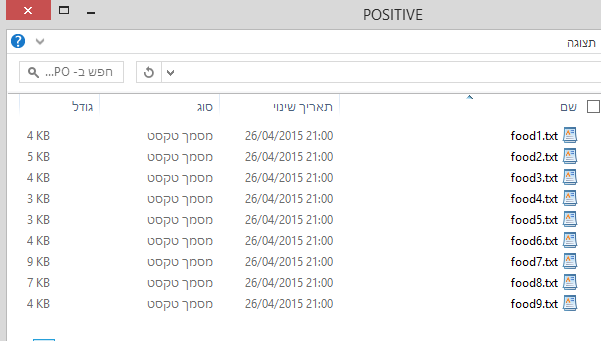 POSITIVE
תצוגה
חפש ב- PO...
שם תאריך שינוי סוג גודל
food1.txt 26/04/2015 21:00 מסמך טקסט 4 KB
food2.txt 26/04/2015 21:00 מסמך טקסט 5 KB
food3.txt 26/04/2015 21:00 מסמך טקסט 4 KB
food4.txt 26/04/2015 21:00 מסמך טקסט 3 KB
food5.txt 26/04/2015 21:00 מסמך טקסט 3 KB
food6.txt 26/04/2015 21:00 מסמך טקסט 4 KB
food7.txt 26/04/2015 21:00 מסמך טקסט 9 KB
food8.txt 26/04/2015 21:00 מסמך טקסט 7 KB
food9.txt 26/04/2015 21:00 מסמך טקסט 4 KB